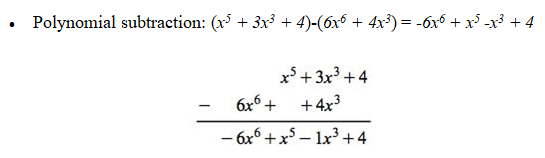 • Polynomial subtraction: (x⁵ + 3x³ + 4)-(6x⁶ + 4x³) = -6x⁶ + x⁵ -x³ + 4
x⁵ + 3x³ + 4
− 6x⁶ + + 4x³
− 6x⁶ + x⁵ − 1x³ + 4